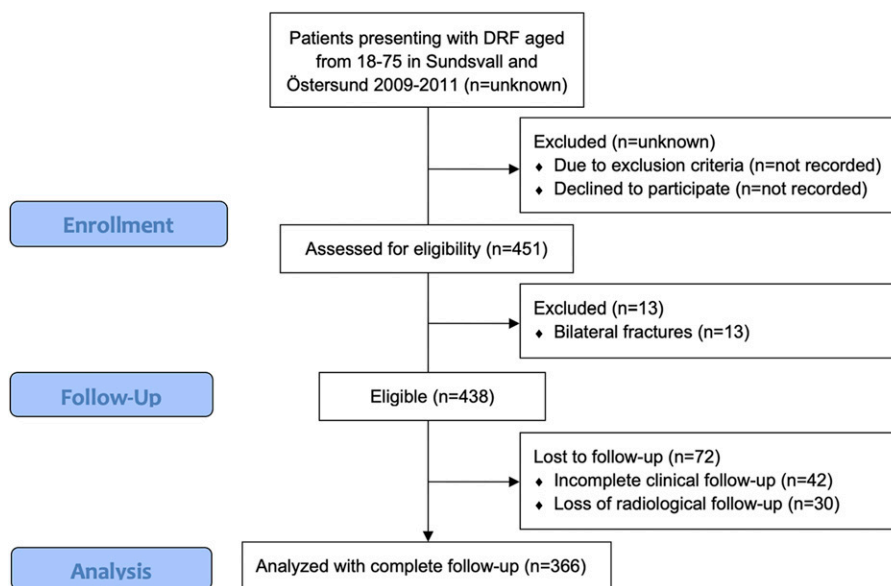 Patients presenting with DRF aged
from 18-75 in Sundsvall and
Östersund 2009-2011 (n=unknown)
Excluded (n=unknown)
♦ Due to exclusion criteria (n=not recorded)
♦ Declined to participate (n=not recorded)
Enrollment
Assessed for eligibility (n=451)
Excluded (n=13)
♦ Bilateral fractures (n=13)
Follow-Up
Eligible (n=438)
Lost to follow-up (n=72)
♦ Incomplete clinical follow-up (n=42)
♦ Loss of radiological follow-up (n=30)
Analysis
Analyzed with complete follow-up (n=366)